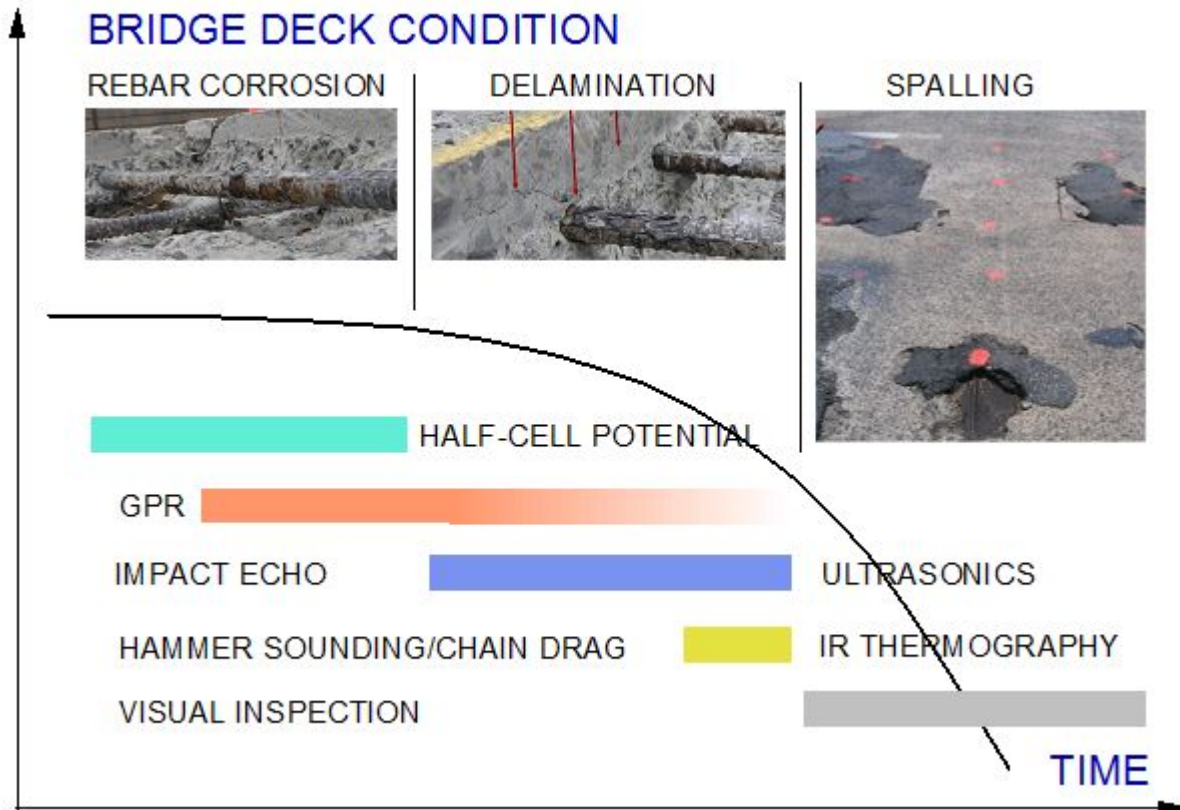 BRIDGE DECK CONDITION
REBAR CORROSION
DELAMINATION
SPALLING
HALF-CELL POTENTIAL
GPR
IMPACT ECHO
ULTRASONICS
HAMMER SOUNDING/CHAIN DRAG
IR THERMOGRAPHY
VISUAL INSPECTION
TIME